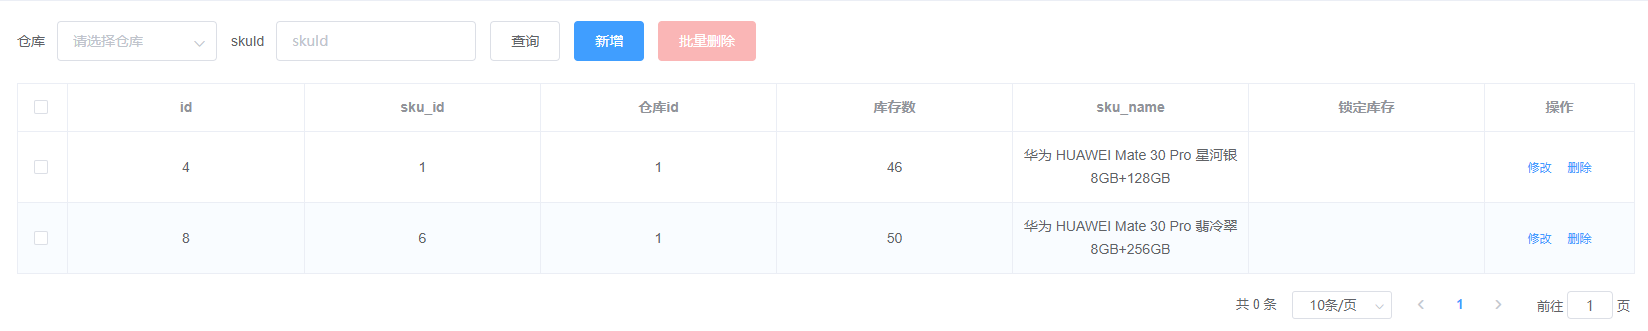 仓库 请选择仓库 skuId skuId 查询 新增 批量删除
id sku_id 仓库id 库存数 sku_name 锁定库存 操作
4 1 1 46 华为 HUAWEI Mate 30 Pro 星河银 修改 删除
8GB+128GB
8 6 1 50 华为 HUAWEI Mate 30 Pro 翡冷翠 修改 删除
8GB+256GB
共 0 条 10条/页 1 前往 1 页